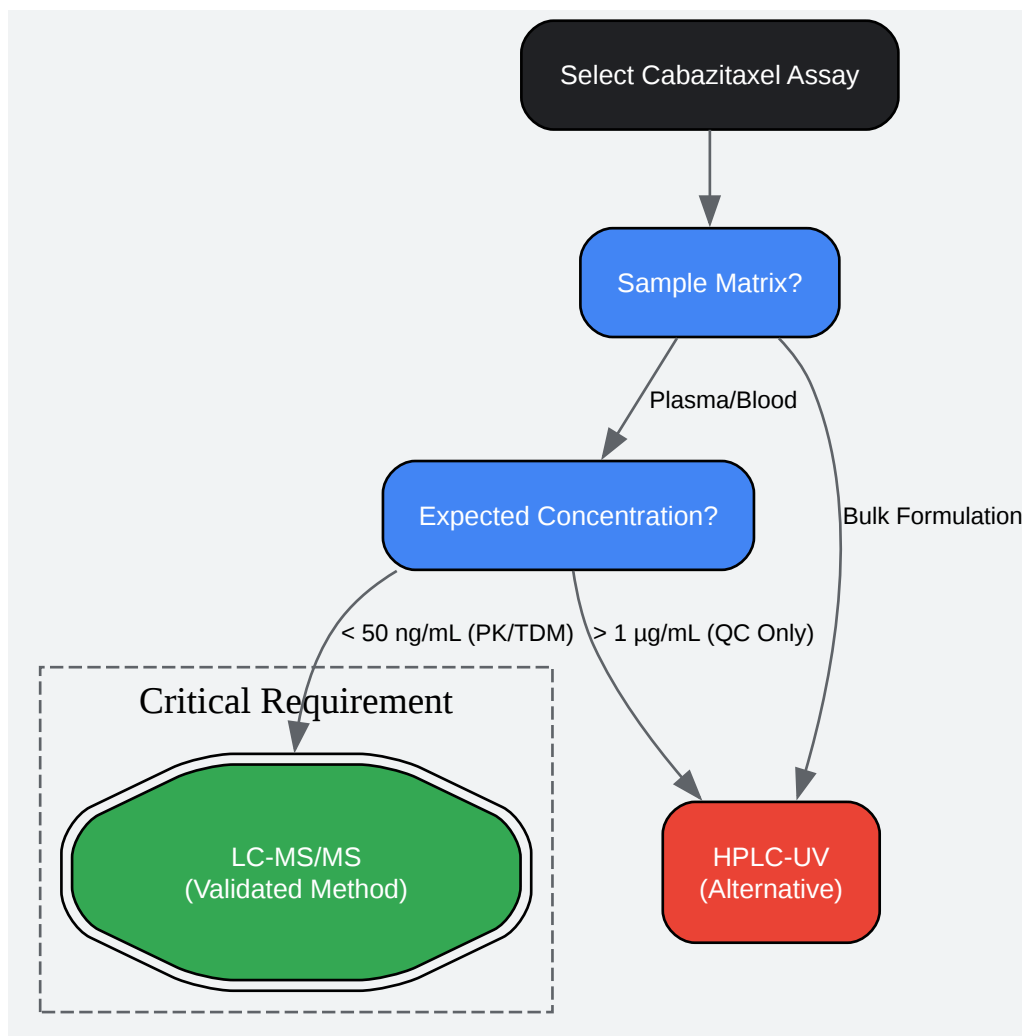 Select Cabazitaxel Assay
Sample Matrix?
Plasma/Blood
Expected Concentration?
Bulk Formulation
< 50 ng/mL (PK/TDM)
> 1 µg/mL (QC Only)
Critical Requirement
LC-MS/MS
(Validated Method)
HPLC-UV
(Alternative)